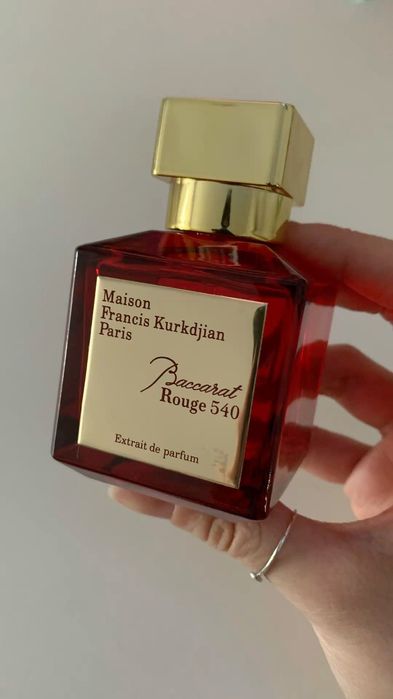 Maison
Francis Kurkdjian
Paris
Baccarat
Rouge 540
Extrait de parfum